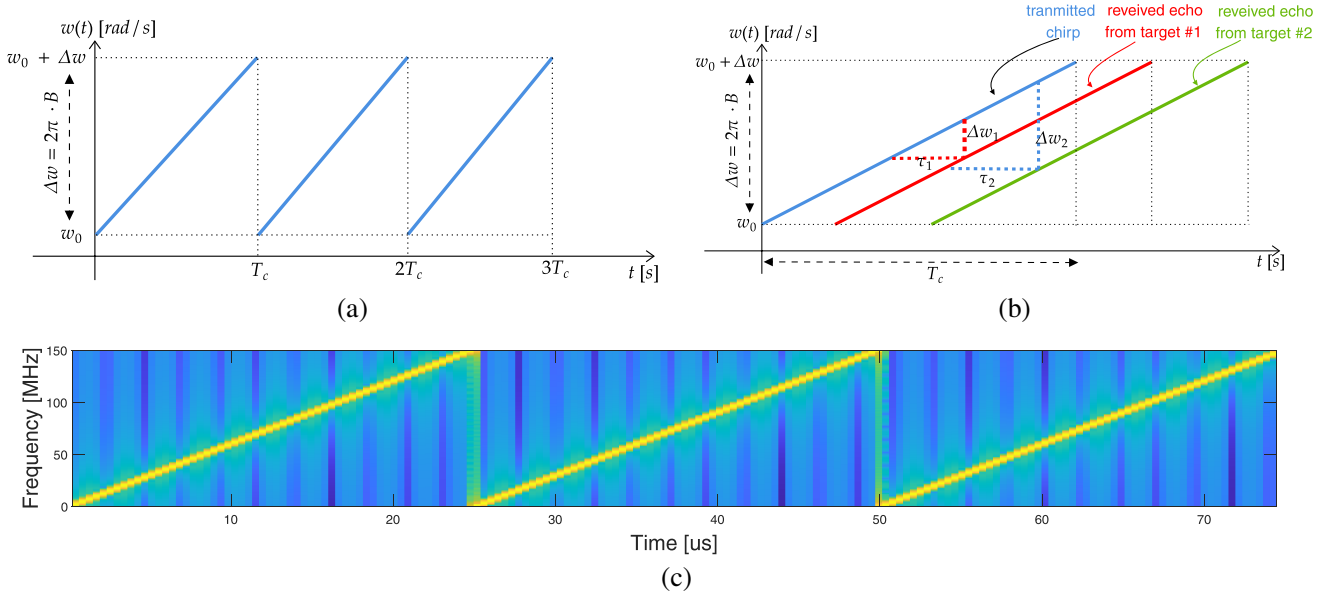 w(t) [rad / s]
w₀ + Δw
Δw = 2π · B
w₀
T_c
2T_c
3T_c
t [s]
(a)
tranmitted
chirp
reveived echo
from target #1
reveived echo
from target #2
w(t) [rad / s]
w₀ + Δw
Δw = 2π · B
w₀
Δw₁
Δw₂
τ₁
τ₂
T_c
t [s]
(b)
Frequency [MHz]
150
100
50
0
10
20
30
40
50
60
70
Time [us]
(c)